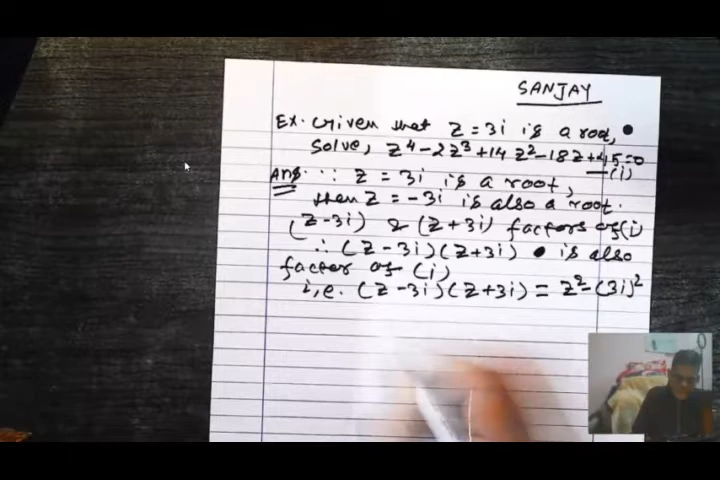 SANJAY
Ex. Given that z = 3i is a root,
Solve, z⁴-2z³+14z²-18z+45=0
—(i)
Ans ∵ z = 3i is a root,
then z = -3i is also a root.
(z-3i) & (z+3i) factors of (i)
∴ (z-3i)(z+3i) is also
factor of (i)
i,e. (z-3i)(z+3i) = z²-(3i)²